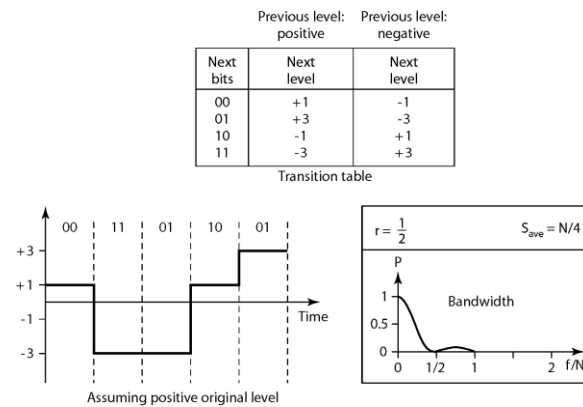 Previous level: Previous level:
positive negative
Next Next Next
bits level level
00 +1 -1
01 +3 -3
10 -1 +1
11 -3 +3
Transition table
00 11 01 10 01
+3
+1
-1
-3
Time
Assuming positive original level
r = 1/2 Save = N/4
P
1
Bandwidth
0.5
0
0 1/2 1 2 f/N